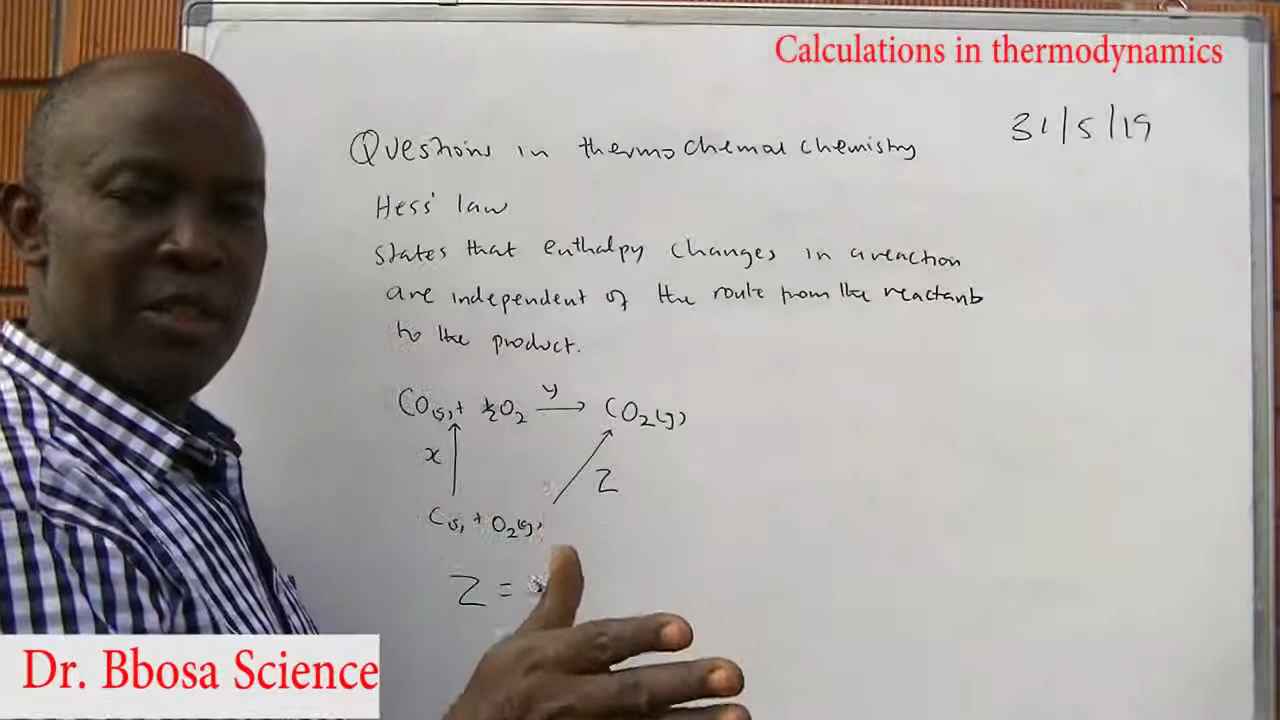 Calculations in thermodynamics
31/5/19
Questions in thermochemal chemistry
Hess' law
states that enthalpy changes in a reaction
are independent of the route from the reactants
to the product.
CO(s) + ½O2 y→ CO2(g)
x
Z
C(s) + O2(g)
Z =
Dr. Bbosa Science